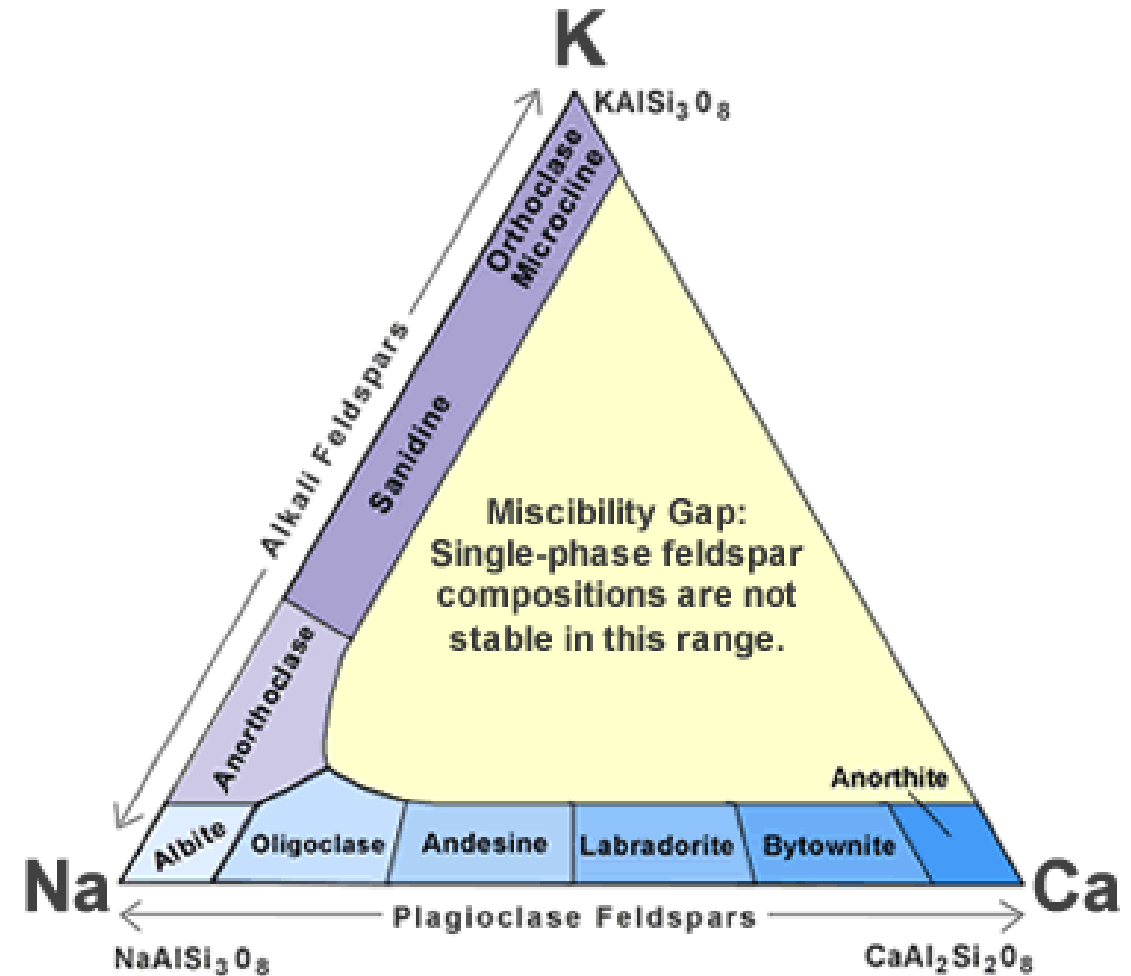 K
KAlSi3O8
Orthoclase
Microcline
Alkali Feldspars
Sanidine
Miscibility Gap:
Single-phase feldspar
compositions are not
stable in this range.
Anorthoclase
Anorthite
Albite
Oligoclase
Andesine
Labradorite
Bytownite
Na
Ca
Plagioclase Feldspars
NaAlSi3O8
CaAl2Si2O8